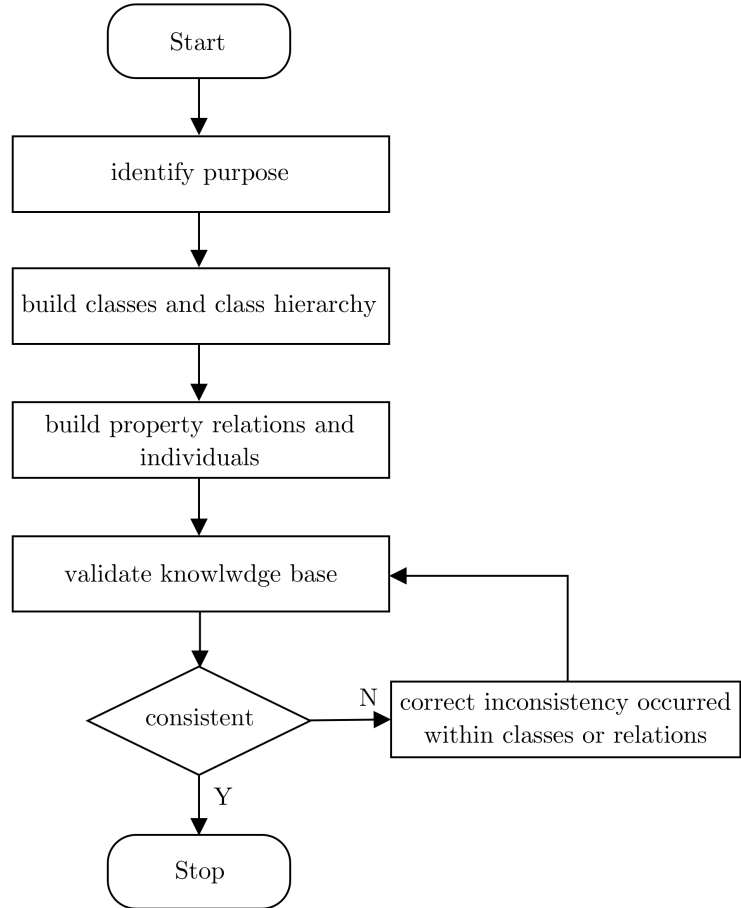 Start
identify purpose
build classes and class hierarchy
build property relations and
individuals
validate knowlwdge base
consistent
N
correct inconsistency occurred
within classes or relations
Y
Stop